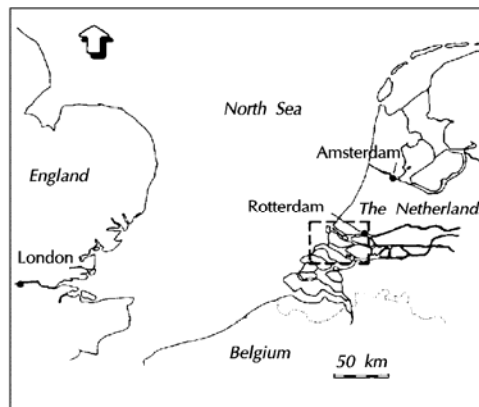 North Sea
Amsterdam
England
Rotterdam
The Netherland
London
Belgium
50 km